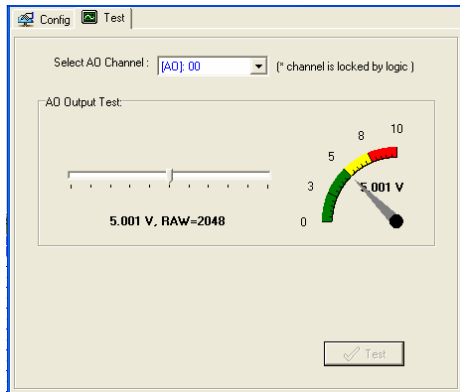 Config Test
Select AO Channel : [AO]: 00 (* channel is locked by logic )
AO Output Test:
10
8
5
3
0
5.001 V
5.001 V, RAW=2048
Test